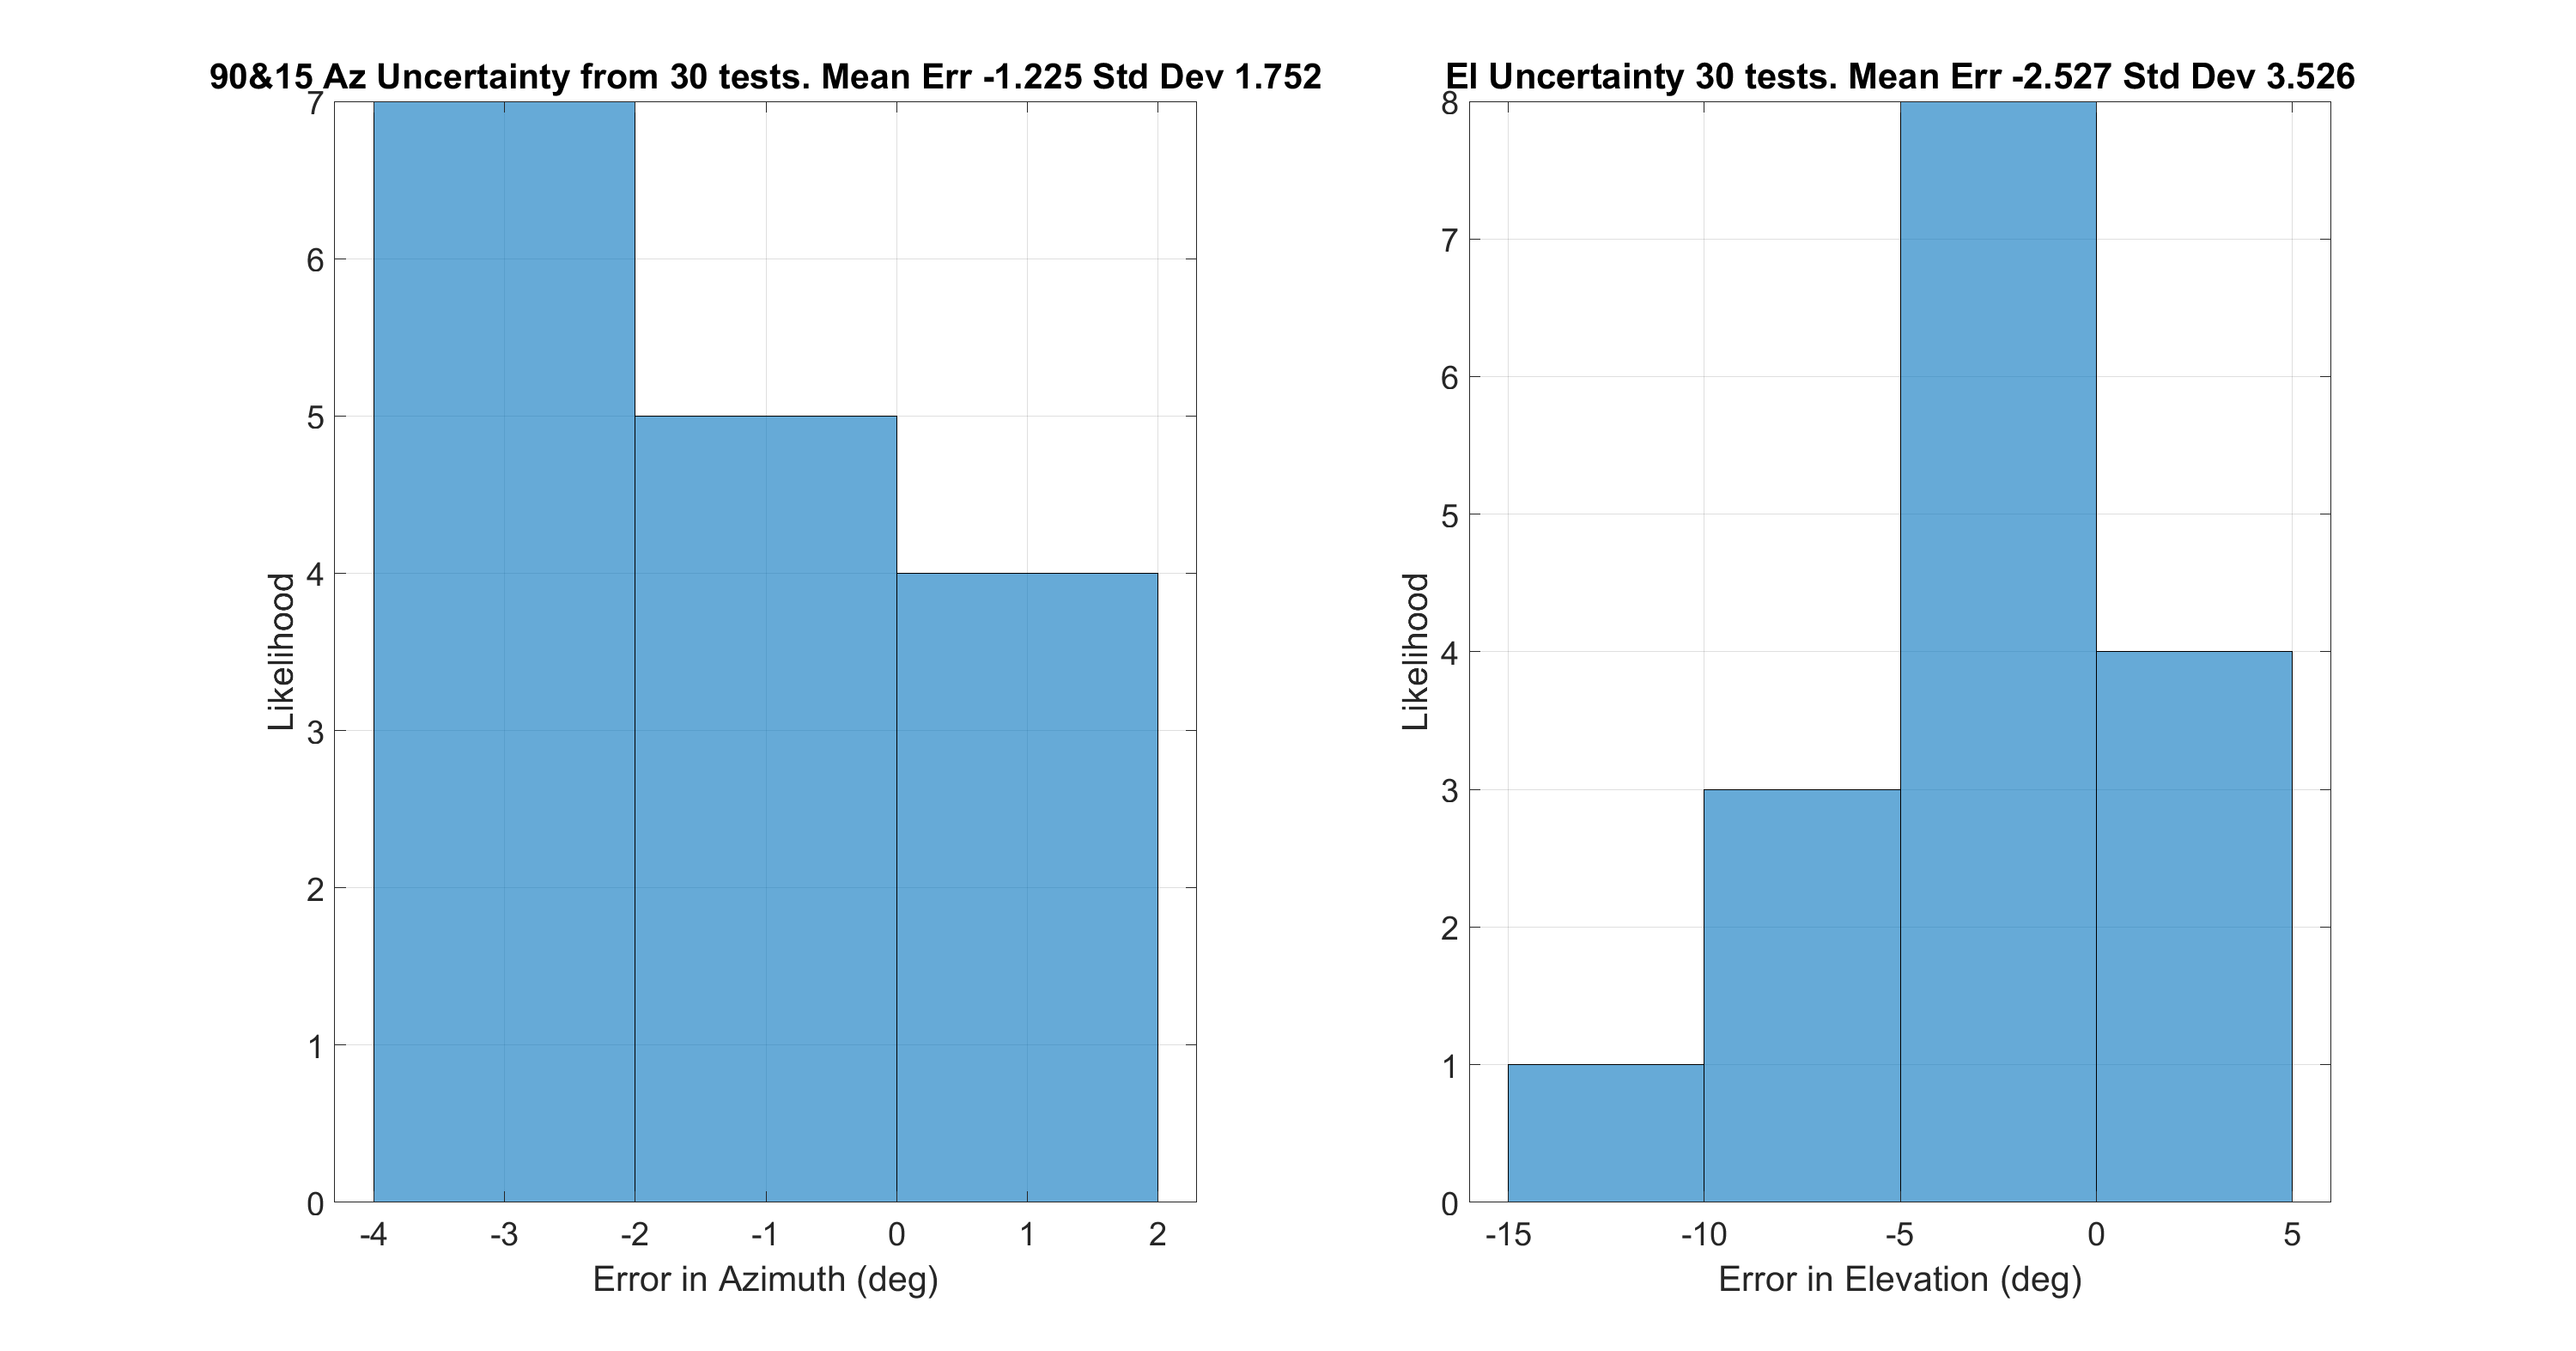 90&15 Az Uncertainty from 30 tests. Mean Err -1.225 Std Dev 1.752
7
6
5
4
3
2
1
0
Likelihood
-4 -3 -2 -1 0 1 2
Error in Azimuth (deg)
El Uncertainty 30 tests. Mean Err -2.527 Std Dev 3.526
8
7
6
5
4
3
2
1
0
Likelihood
-15 -10 -5 0 5
Error in Elevation (deg)